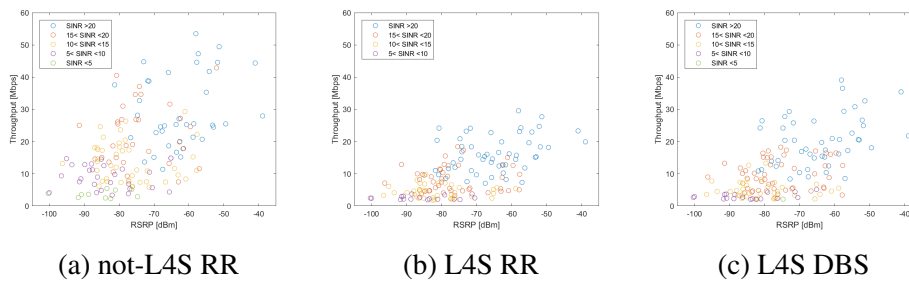 60
50
40
30
20
10
0
Throughput [Mbps]
SINR >20
15< SINR <20
10< SINR <15
5< SINR <10
SINR <5
-100 -90 -80 -70 -60 -50 -40
RSRP [dBm]
(a) not-L4S RR
60
50
40
30
20
10
0
Throughput [Mbps]
SINR >20
15< SINR <20
10< SINR <15
5< SINR <10
-100 -90 -80 -70 -60 -50 -40
RSRP [dBm]
(b) L4S RR
60
50
40
30
20
10
0
Throughput [Mbps]
SINR >20
15< SINR <20
10< SINR <15
5< SINR <10
SINR <5
-100 -90 -80 -70 -60 -50 -40
RSRP [dBm]
(c) L4S DBS